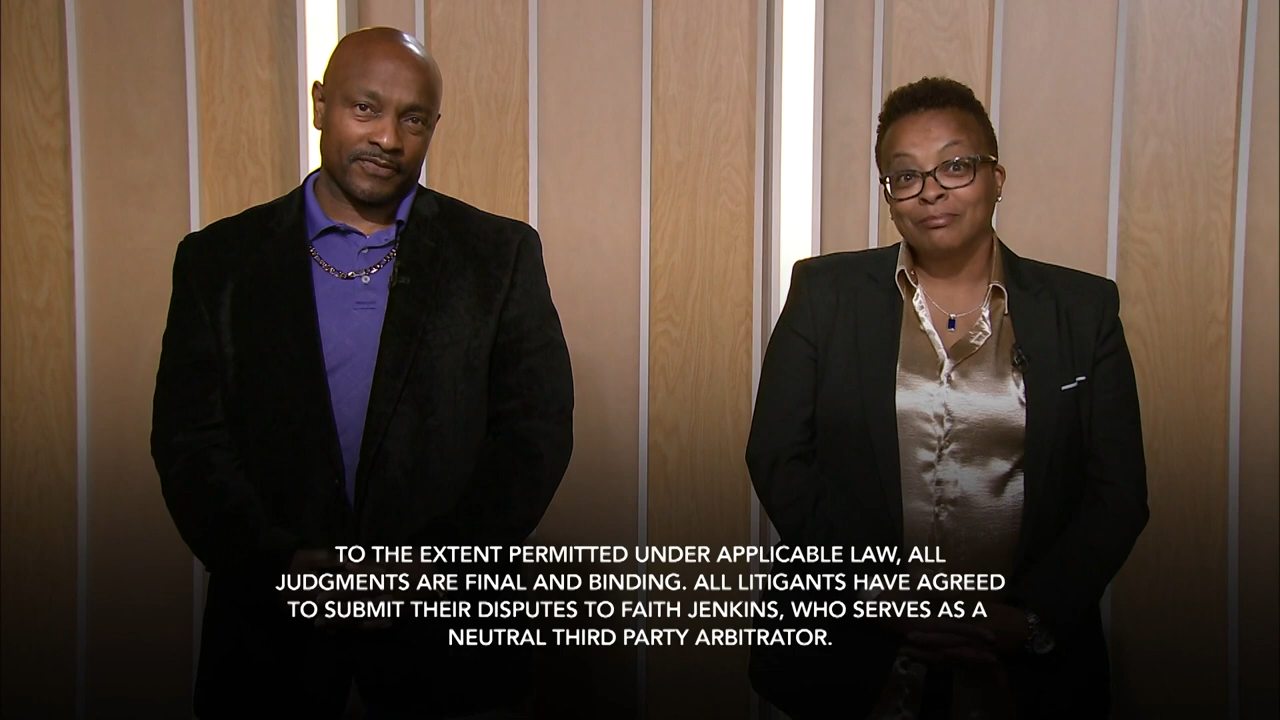 TO THE EXTENT PERMITTED UNDER APPLICABLE LAW, ALL
JUDGMENTS ARE FINAL AND BINDING. ALL LITIGANTS HAVE AGREED
TO SUBMIT THEIR DISPUTES TO FAITH JENKINS, WHO SERVES AS A
NEUTRAL THIRD PARTY ARBITRATOR.